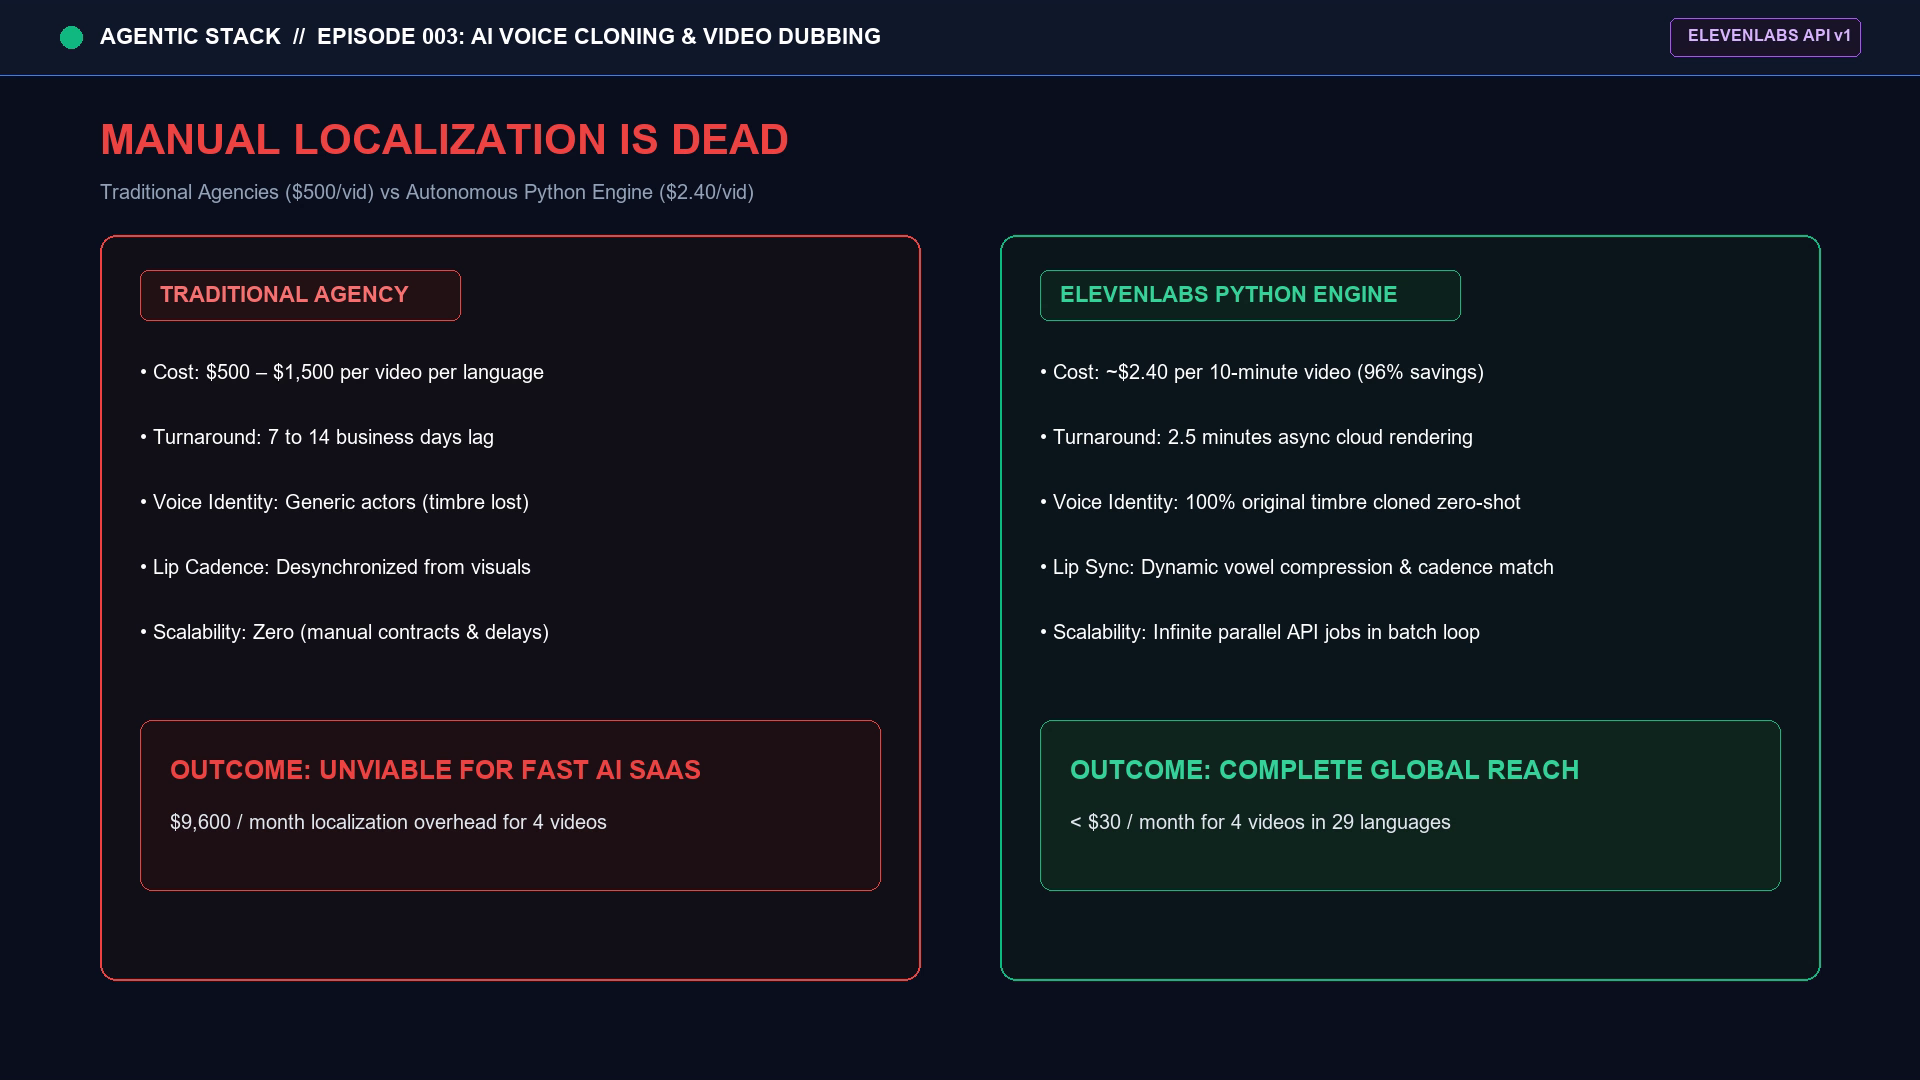 AGENTIC STACK // EPISODE 003: AI VOICE CLONING & VIDEO DUBBING
ELEVENLABS API v1
MANUAL LOCALIZATION IS DEAD
Traditional Agencies ($500/vid) vs Autonomous Python Engine ($2.40/vid)
TRADITIONAL AGENCY
• Cost: $500 – $1,500 per video per language
• Turnaround: 7 to 14 business days lag
• Voice Identity: Generic actors (timbre lost)
• Lip Cadence: Desynchronized from visuals
• Scalability: Zero (manual contracts & delays)
OUTCOME: UNVIABLE FOR FAST AI SAAS
$9,600 / month localization overhead for 4 videos
ELEVENLABS PYTHON ENGINE
• Cost: ~$2.40 per 10-minute video (96% savings)
• Turnaround: 2.5 minutes async cloud rendering
• Voice Identity: 100% original timbre cloned zero-shot
• Lip Sync: Dynamic vowel compression & cadence match
• Scalability: Infinite parallel API jobs in batch loop
OUTCOME: COMPLETE GLOBAL REACH
< $30 / month for 4 videos in 29 languages